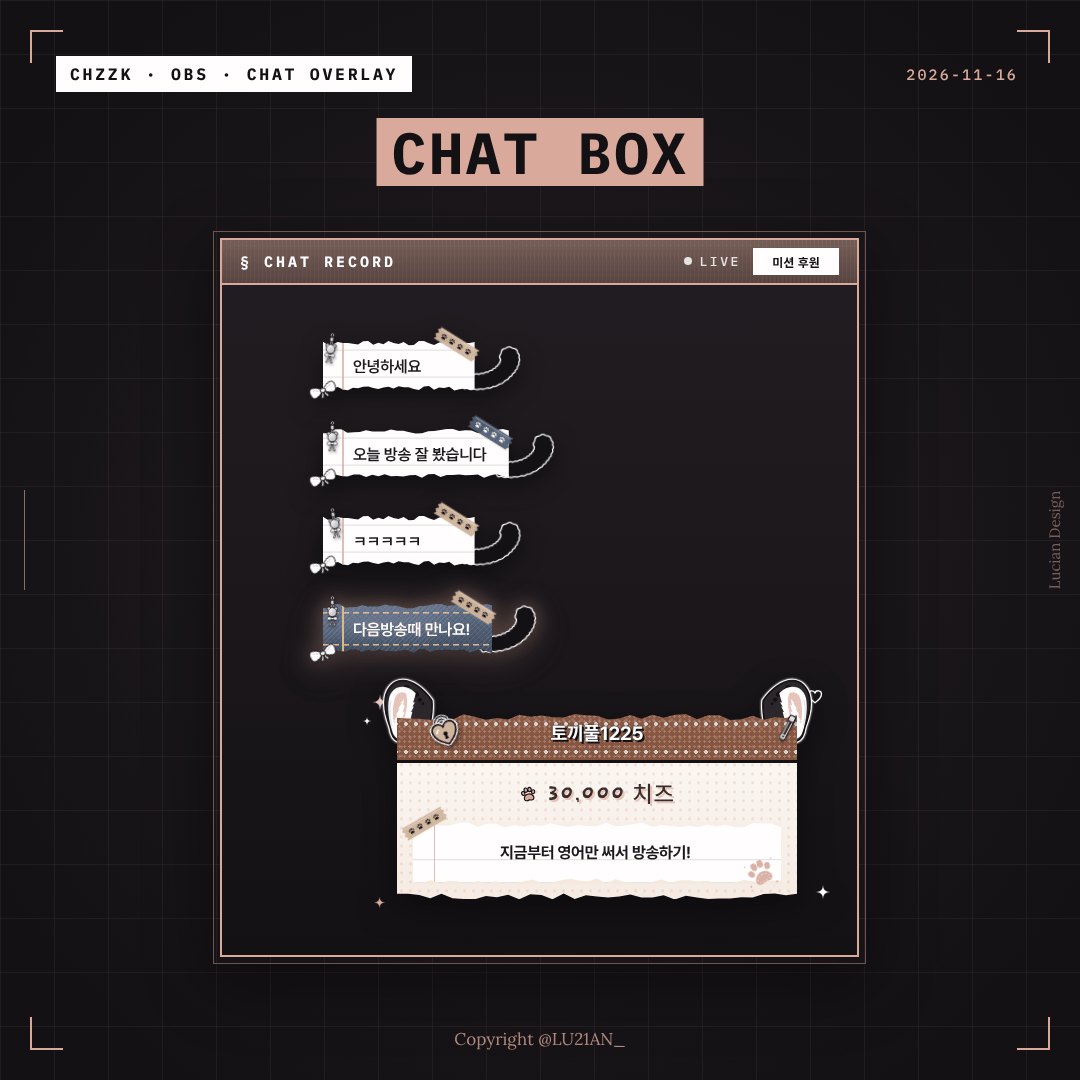 CHZZK · OBS · CHAT OVERLAY
2026-11-16
CHAT BOX
§ CHAT RECORD
LIVE
미션 후원
안녕하세요
오늘 방송 잘 봤습니다
ㅋㅋㅋㅋㅋ
다음방송때 만나요!
토끼풀1225
30,000 치즈
지금부터 영어만 써서 방송하기!
Lucian Design
Copyright @LU21AN_